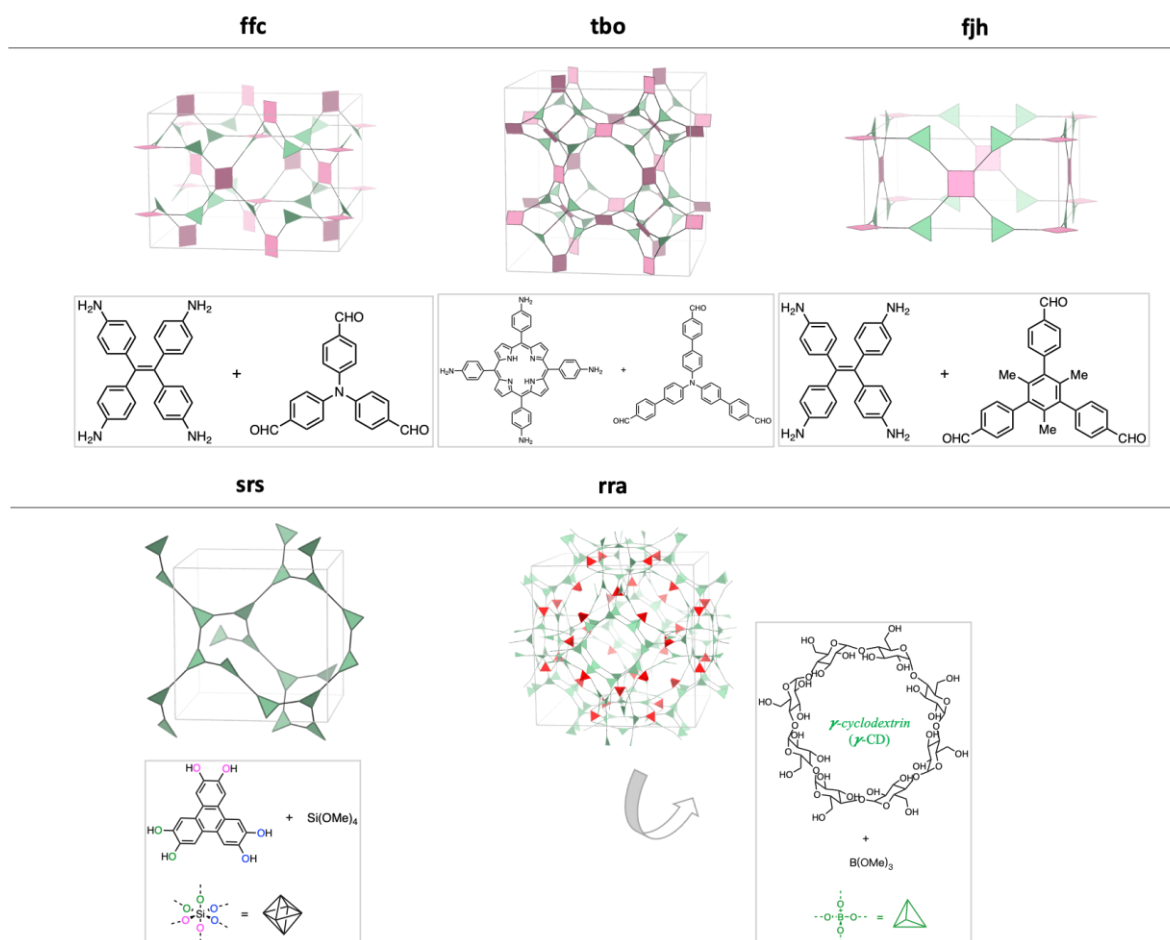 ffc tbo fjh
H₂N NH₂ CHO
+
N
H₂N NH₂ OHC CHO
NH₂ CHO
NH N
H₂N NH₂ +
N HN
N
NH₂ OHC CHO
CHO
H₂N NH₂
+ Me Me
H₂N NH₂ OHC Me CHO
srs rra
OH OH
HO + Si(OMe)₄
HO OH
OH
O
O O
Si =
O O
O
γ-cyclodextrin
(γ-CD)
+
B(OMe)₃
O
O B O =
O